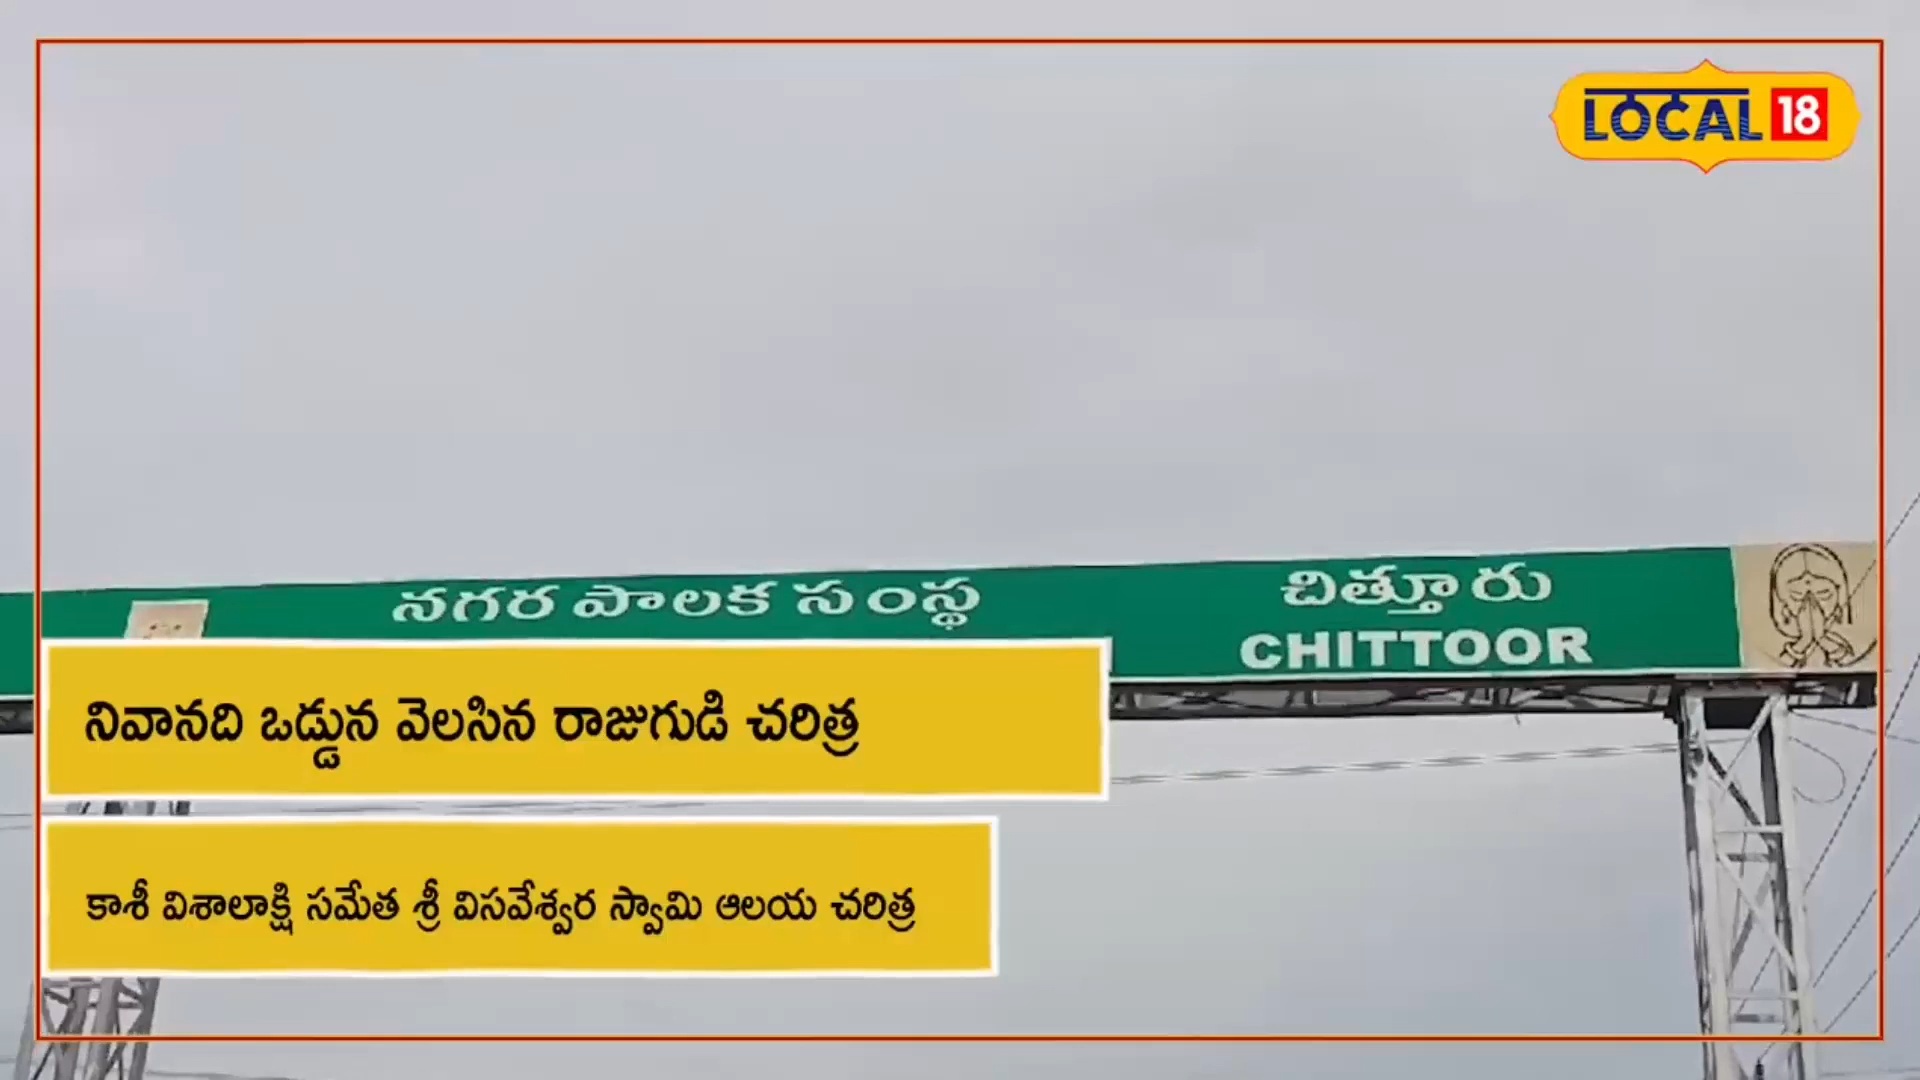 LOCAL 18
నగర పాలక సంస్థ
చిత్తూరు
CHITTOOR
నివానది ఒడ్డున వెలసిన రాజుగుడి చరిత్ర
కాశీ విశాలాక్షి సమేత శ్రీ విసవేశ్వర స్వామి ఆలయ చరిత్ర